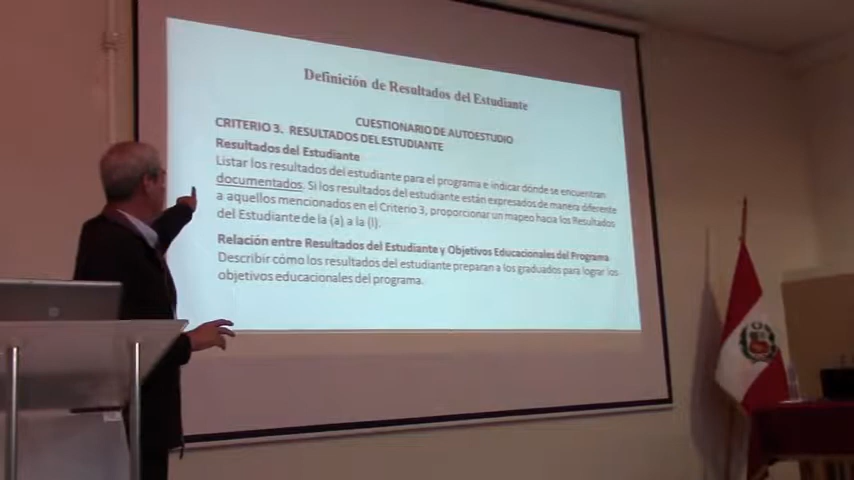 Definición de Resultados del Estudiante
CUESTIONARIO DE AUTOESTUDIO
CRITERIO 3. RESULTADOS DEL ESTUDIANTE
Resultados del Estudiante
Listar los resultados del estudiante para el programa e indicar dónde se encuentran
documentados. Si los resultados del estudiante están expresados de manera diferente
a aquellos mencionados en el Criterio 3, proporcionar un mapeo hacia los Resultados
del Estudiante de la (a) a la (l).
Relación entre Resultados del Estudiante y Objetivos Educacionales del Programa
Describir cómo los resultados del estudiante preparan a los graduados para lograr los
objetivos educacionales del programa.